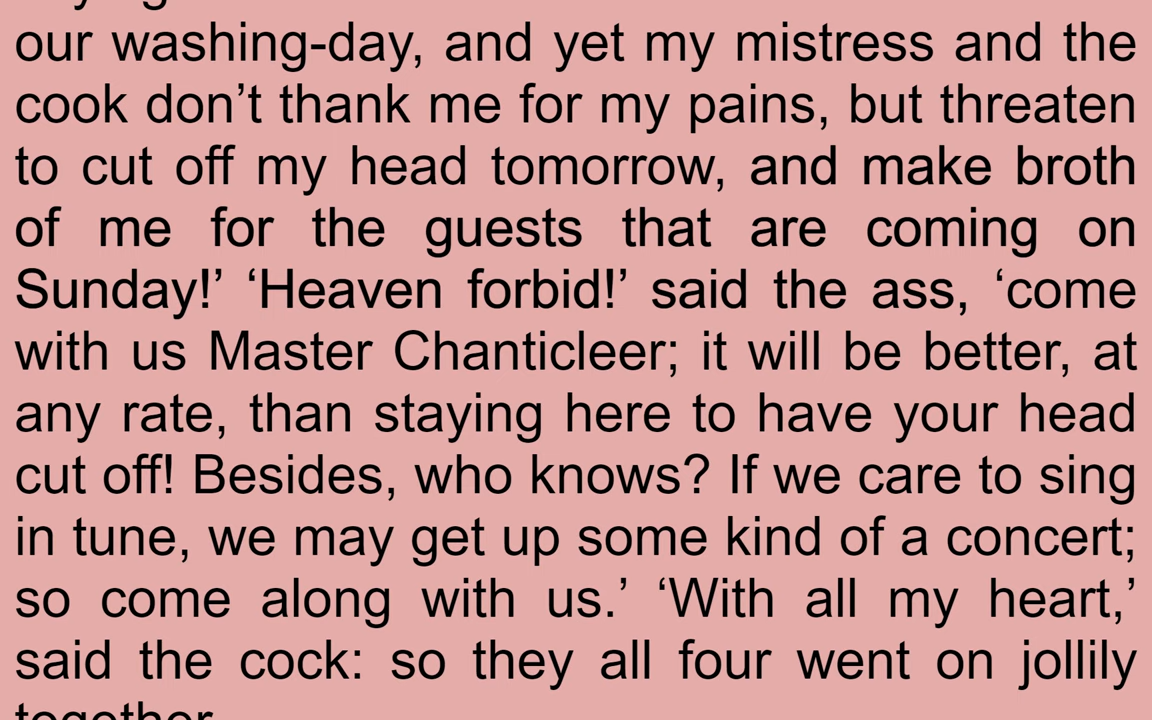 our washing-day, and yet my mistress and the
cook don’t thank me for my pains, but threaten
to cut off my head tomorrow, and make broth
of me for the guests that are coming on
Sunday!’ ‘Heaven forbid!’ said the ass, ‘come
with us Master Chanticleer; it will be better, at
any rate, than staying here to have your head
cut off! Besides, who knows? If we care to sing
in tune, we may get up some kind of a concert;
so come along with us.’ ‘With all my heart,’
said the cock: so they all four went on jollily
together.